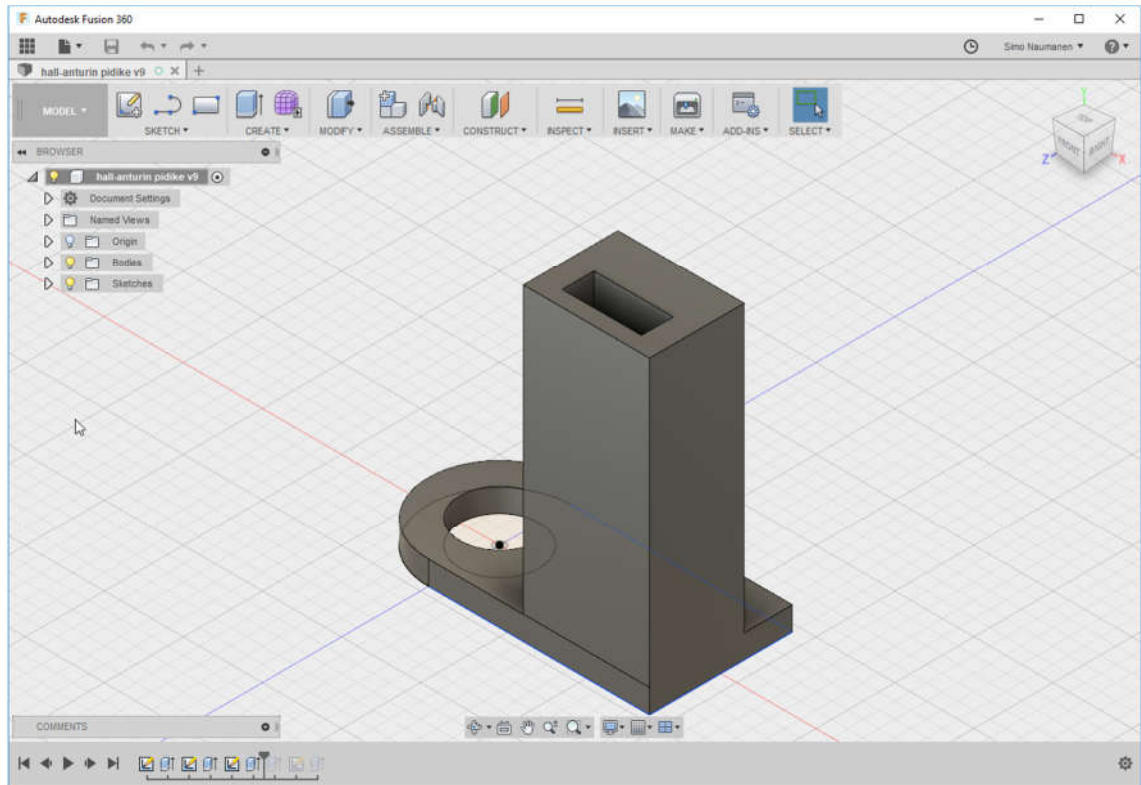 Autodesk Fusion 360
Simo Naumanen
hall-anturin pidike v9
MODEL
SKETCH
CREATE
MODIFY
ASSEMBLE
CONSTRUCT
INSPECT
INSERT
MAKE
ADD-INS
SELECT
BROWSER
hall-anturin pidike v9
Document Settings
Named Views
Origin
Bodies
Sketches
Y
TOP
FRONT
RIGHT
Z
X
COMMENTS